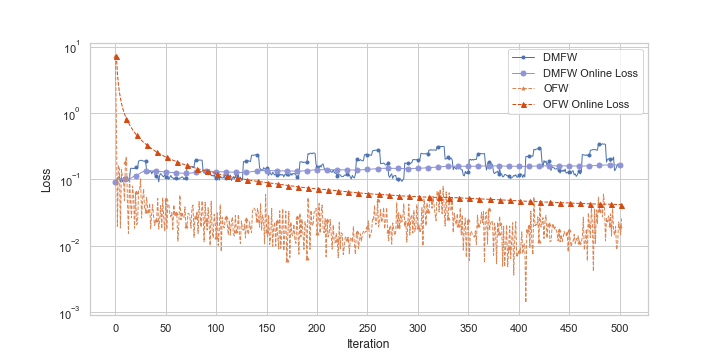 DMFW
DMFW Online Loss
OFW
OFW Online Loss
Loss
10¹
10⁰
10⁻¹
10⁻²
10⁻³
0 50 100 150 200 250 300 350 400 450 500
Iteration